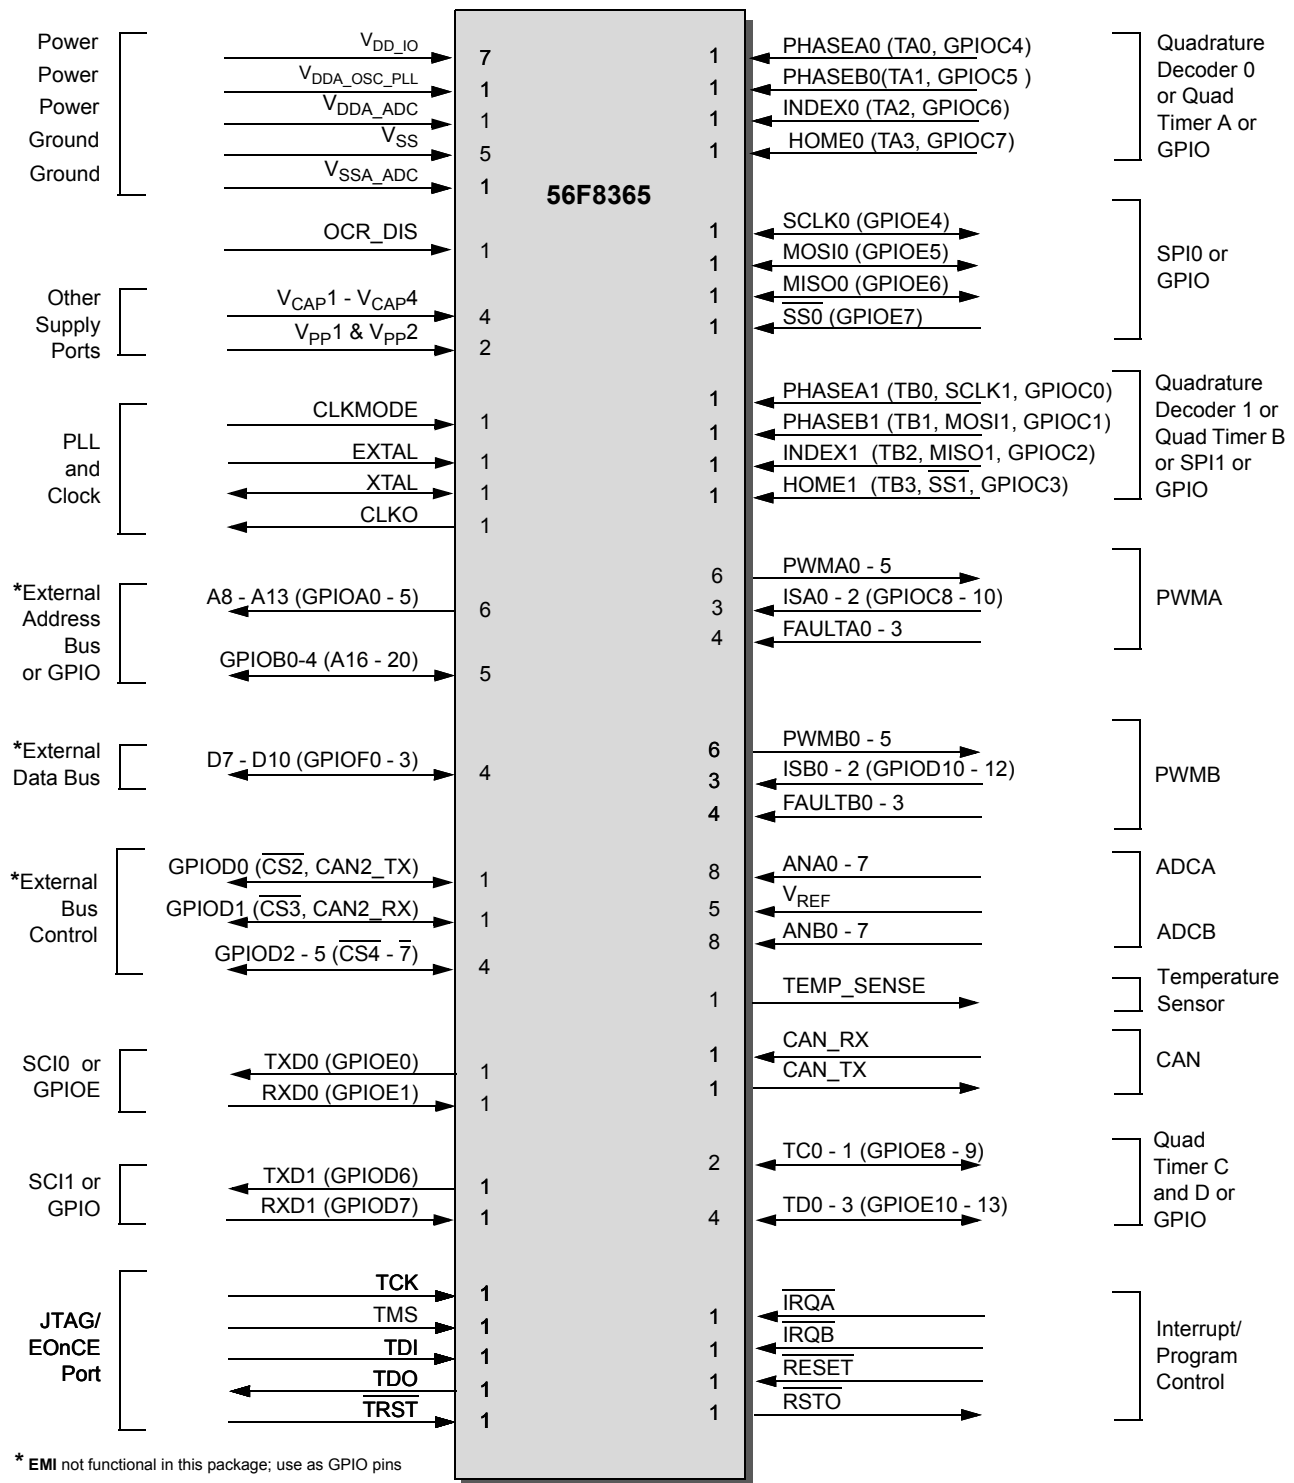 56F8365
Power
Power
Power
Ground
Ground
VDD_IO
7
VDDA_OSC_PLL
1
VDDA_ADC
1
VSS
5
VSSA_ADC
1
OCR_DIS
1
Other
Supply
Ports
VCAP1 - VCAP4
4
VPP1 & VPP2
2
PLL
and
Clock
CLKMODE
1
EXTAL
1
XTAL
1
CLKO
1
*External
Address
Bus
or GPIO
A8 - A13 (GPIOA0 - 5)
6
GPIOB0-4 (A16 - 20)
5
*External
Data Bus
D7 - D10 (GPIOF0 - 3)
4
*External
Bus
Control
GPIOD0 (CS2, CAN2_TX)
1
GPIOD1 (CS3, CAN2_RX)
1
GPIOD2 - 5 (CS4 - 7)
4
SCI0 or
GPIOE
TXD0 (GPIOE0)
1
RXD0 (GPIOE1)
1
SCI1 or
GPIO
TXD1 (GPIOD6)
1
RXD1 (GPIOD7)
1
JTAG/
EOnCE
Port
TCK
1
TMS
1
TDI
1
TDO
1
TRST
1
1
PHASEA0 (TA0, GPIOC4)
1
PHASEB0(TA1, GPIOC5 )
1
INDEX0 (TA2, GPIOC6)
1
HOME0 (TA3, GPIOC7)
Quadrature
Decoder 0
or Quad
Timer A or
GPIO
1
SCLK0 (GPIOE4)
1
MOSI0 (GPIOE5)
1
MISO0 (GPIOE6)
1
SS0 (GPIOE7)
SPI0 or
GPIO
1
PHASEA1 (TB0, SCLK1, GPIOC0)
1
PHASEB1 (TB1, MOSI1, GPIOC1)
1
INDEX1 (TB2, MISO1, GPIOC2)
1
HOME1 (TB3, SS1, GPIOC3)
Quadrature
Decoder 1 or
Quad Timer B
or SPI1 or
GPIO
6
PWMA0 - 5
3
ISA0 - 2 (GPIOC8 - 10)
4
FAULTA0 - 3
PWMA
6
PWMB0 - 5
3
ISB0 - 2 (GPIOD10 - 12)
4
FAULTB0 - 3
PWMB
8
ANA0 - 7
5
VREF
8
ANB0 - 7
ADCA
ADCB
1
TEMP_SENSE
Temperature
Sensor
1
CAN_RX
1
CAN_TX
CAN
2
TC0 - 1 (GPIOE8 - 9)
4
TD0 - 3 (GPIOE10 - 13)
Quad
Timer C
and D or
GPIO
1
IRQA
1
IRQB
1
RESET
1
RSTO
Interrupt/
Program
Control
* EMI not functional in this package; use as GPIO pins